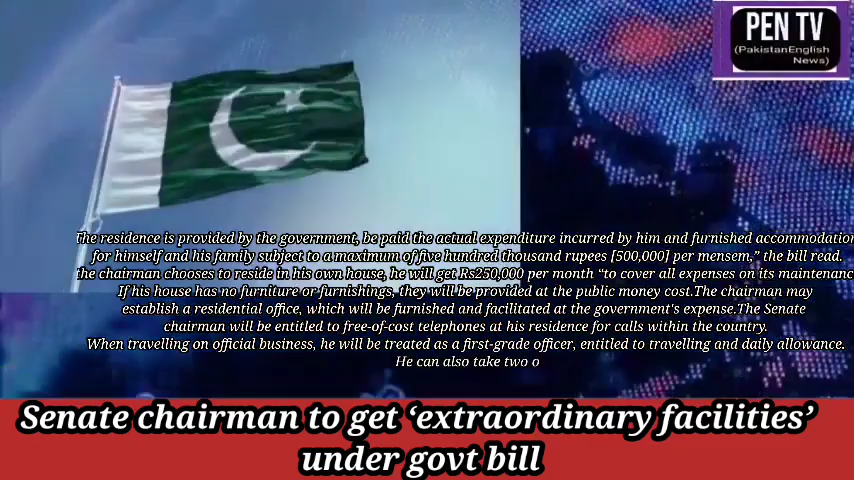 PEN TV
(PakistanEnglish
News)
The residence is provided by the government, be paid the actual expenditure incurred by him and furnished accommodation
for himself and his family subject to a maximum of five hundred thousand rupees [500,000] per mensem,” the bill read.
the chairman chooses to reside in his own house, he will get Rs250,000 per month “to cover all expenses on its maintenanc
If his house has no furniture or furnishings, they will be provided at the public money cost.The chairman may
establish a residential office, which will be furnished and facilitated at the government's expense.The Senate
chairman will be entitled to free-of-cost telephones at his residence for calls within the country.
When travelling on official business, he will be treated as a first-grade officer, entitled to travelling and daily allowance.
He can also take two o
Senate chairman to get ‘extraordinary facilities’
under govt bill